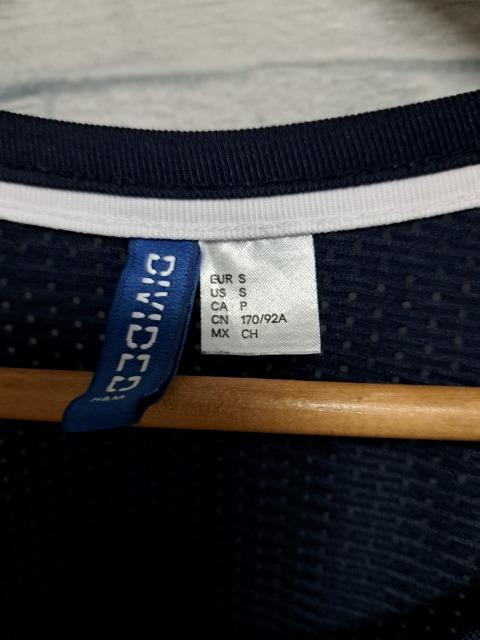 DIVIDED
H&M
EUR S
US S
CA P
CN 170/92A
MX CH